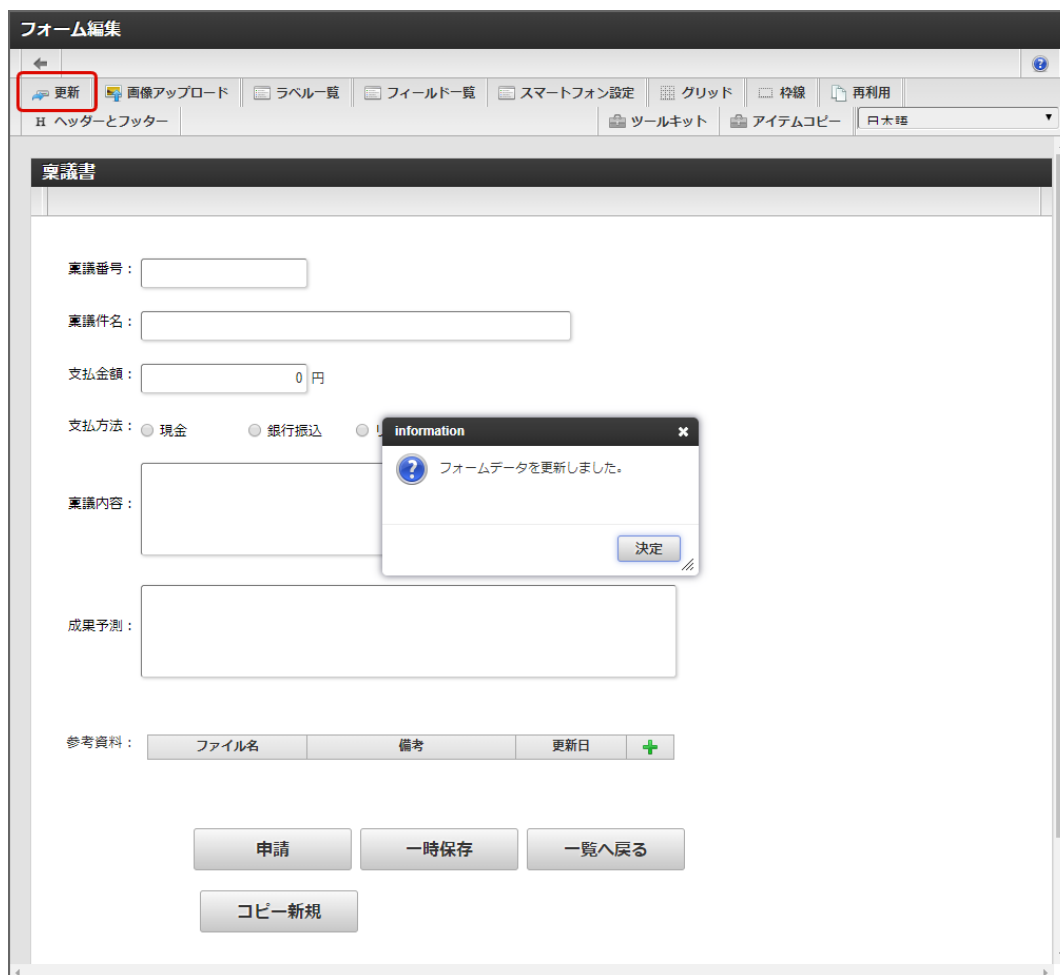 フォーム編集
更新 画像アップロード ラベル一覧 フィールド一覧 スマートフォン設定 グリッド 枠線 再利用
H ヘッダーとフッター ツールキット アイテムコピー 日本語
稟議書
稟議番号：
稟議件名：
支払金額： 0 円
支払方法： 現金 銀行振込
information
フォームデータを更新しました。
稟議内容：
決定
成果予測：
参考資料： ファイル名 備考 更新日
申請 一時保存 一覧へ戻る
コピー新規